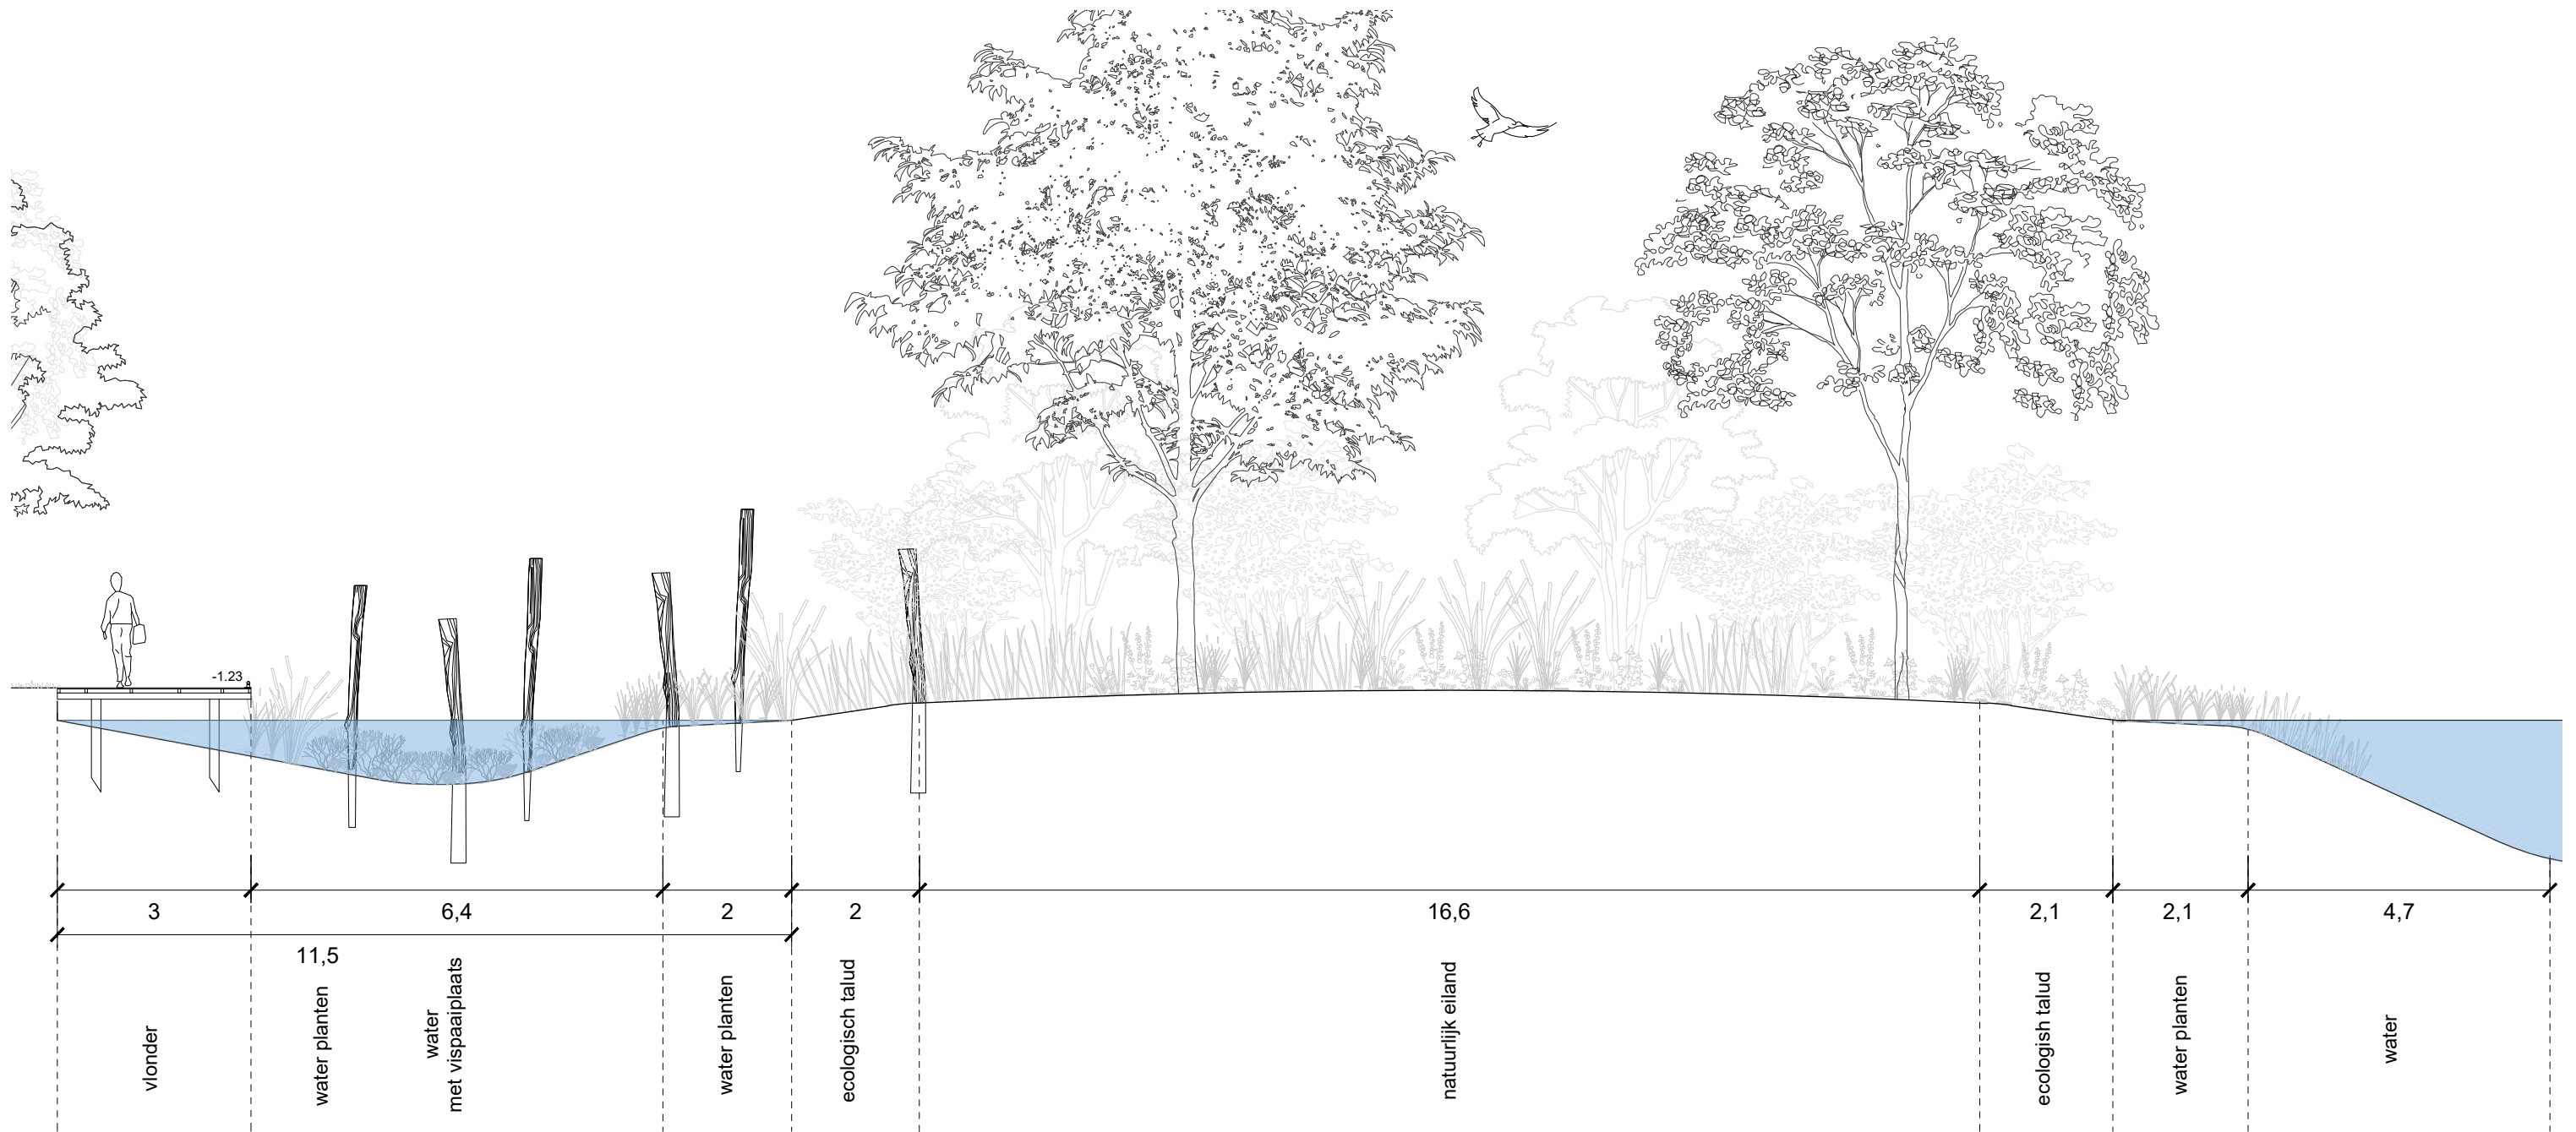 -1.23
3
6,4
2
2
16,6
2,1
2,1
4,7
11,5
vlonder
water planten
water
met vispaaiplaats
water planten
ecologisch talud
natuurlijk eiland
ecologish talud
water planten
water